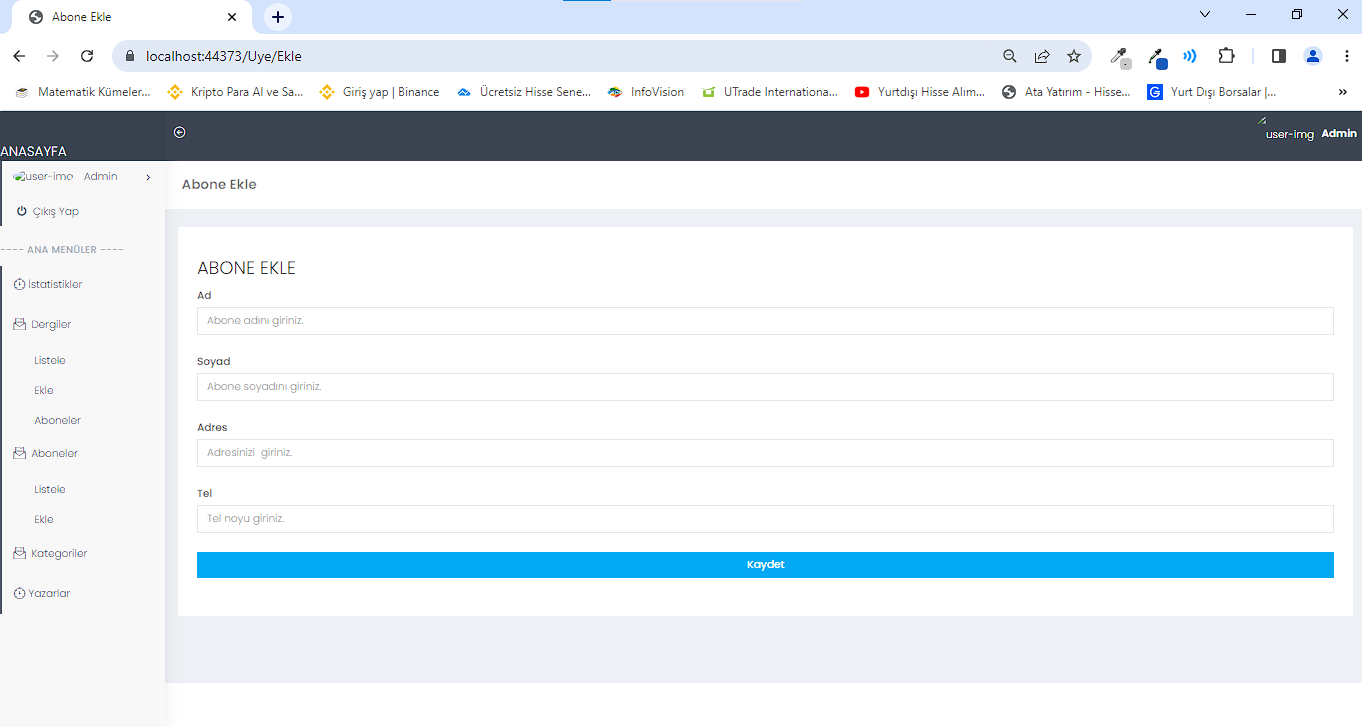 Abone Ekle
localhost:44373/Uye/Ekle
Matematik Kümeler... Kripto Para Al ve Sa... Giriş yap | Binance Ücretsiz Hisse Sene... InfoVision UTrade Internationa... Yurtdışı Hisse Alım... Ata Yatırım - Hisse... Yurt Dışı Borsalar |...
ANASAYFA
user-img Admin
user-img Admin
Abone Ekle
Çıkış Yap
---- ANA MENÜLER ----
İstatistikler
Dergiler
Listele
Ekle
Aboneler
Aboneler
Listele
Ekle
Kategoriler
Yazarlar
ABONE EKLE
Ad
Abone adını giriniz.
Soyad
Abone soyadını giriniz.
Adres
Adresinizi giriniz.
Tel
Tel noyu giriniz.
Kaydet